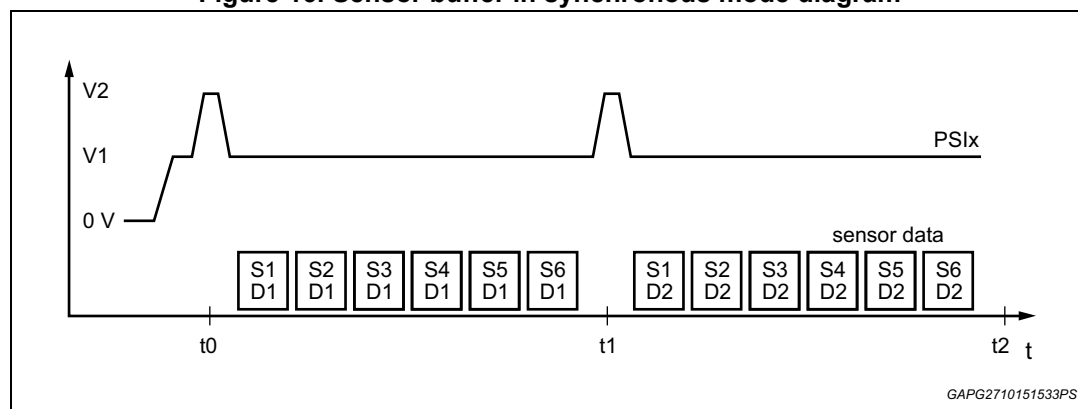 Figure 10. Sensor buffer in synchronous mode diagram
V2
V1
PSIx
0 V
sensor data
S1 S2 S3 S4 S5 S6 S1 S2 S3 S4 S5 S6
D1 D1 D1 D1 D1 D1 D2 D2 D2 D2 D2 D2
t0 t1 t2 t
GAPG2710151533PS